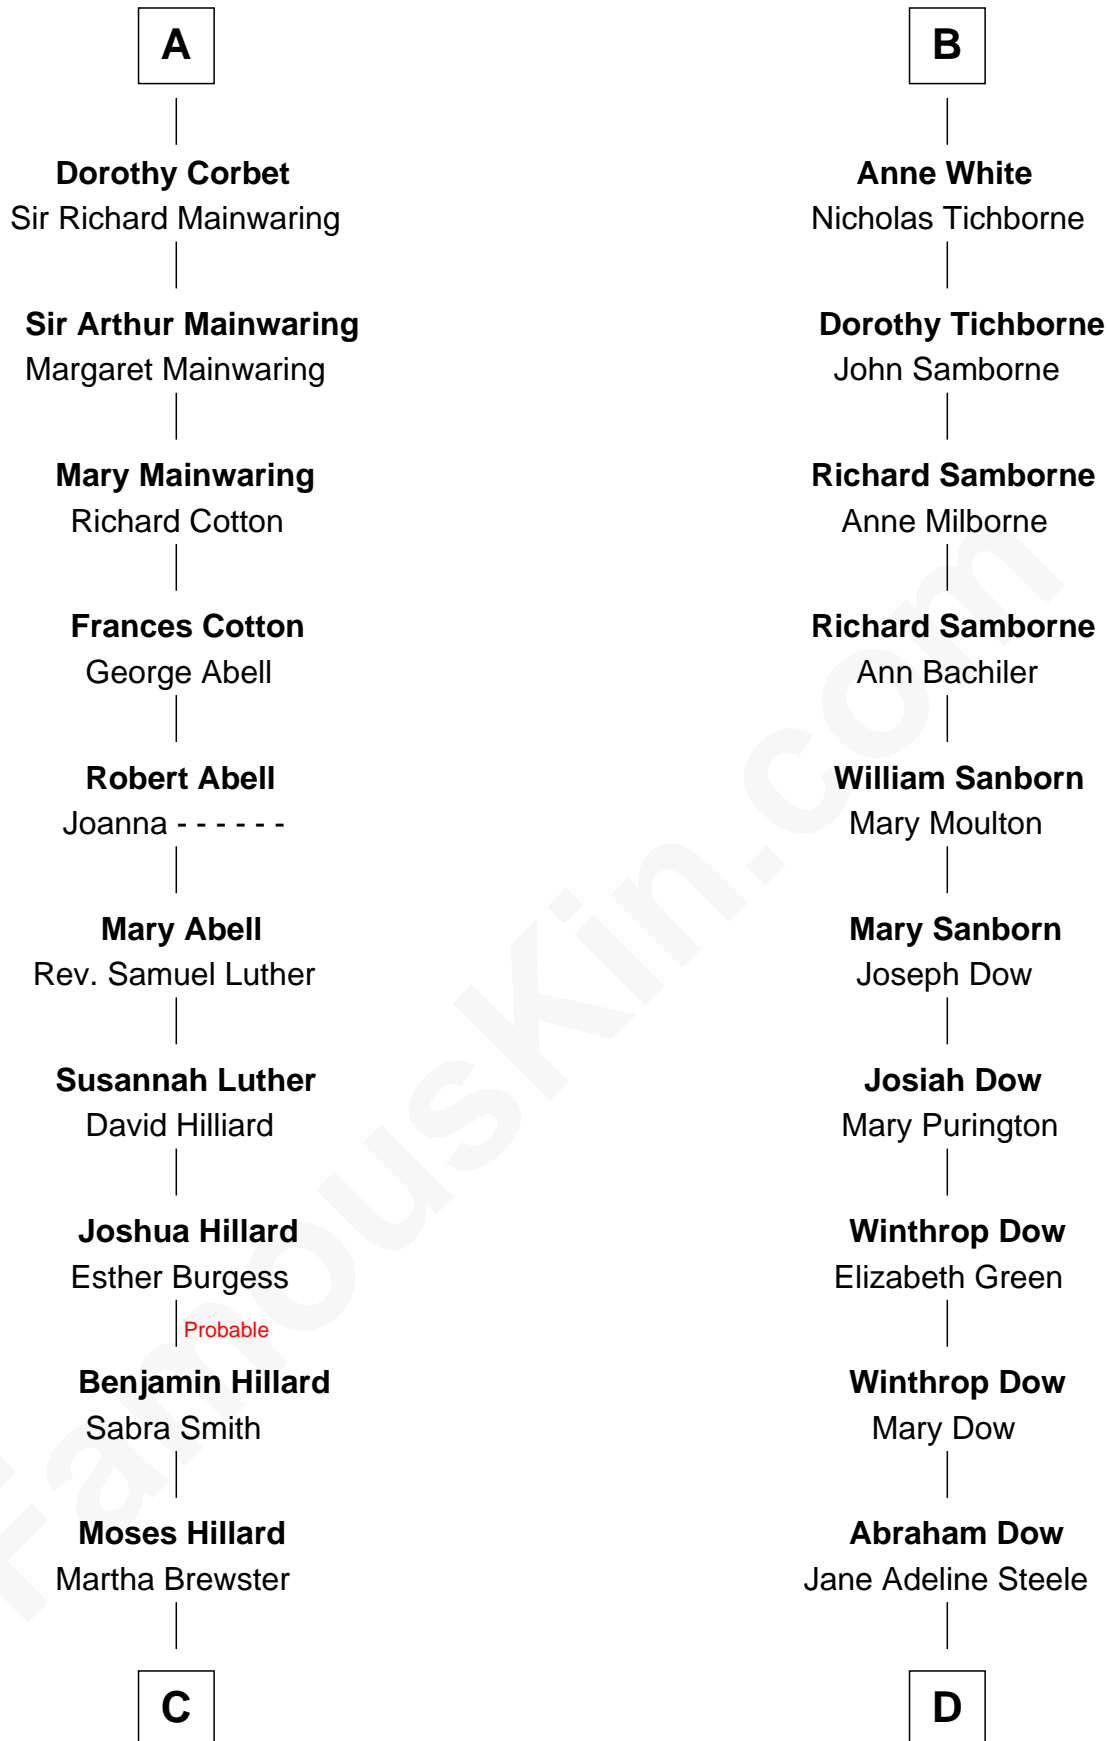 A
Dorothy Corbet
Sir Richard Mainwaring
Sir Arthur Mainwaring
Margaret Mainwaring
Mary Mainwaring
Richard Cotton
Frances Cotton
George Abell
Robert Abell
Joanna - - - - - -
Mary Abell
Rev. Samuel Luther
Susannah Luther
David Hilliard
Joshua Hillard
Esther Burgess
Probable
Benjamin Hillard
Sabra Smith
Moses Hillard
Martha Brewster
C
B
Anne White
Nicholas Tichborne
Dorothy Tichborne
John Samborne
Richard Samborne
Anne Milborne
Richard Samborne
Ann Bachiler
William Sanborn
Mary Moulton
Mary Sanborn
Joseph Dow
Josiah Dow
Mary Purington
Winthrop Dow
Elizabeth Green
Winthrop Dow
Mary Dow
Abraham Dow
Jane Adeline Steele
D
FamousKin.com